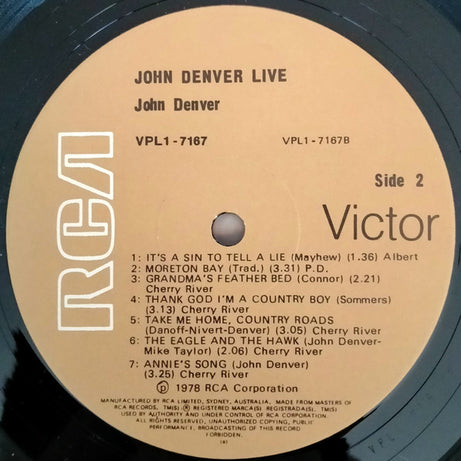 JOHN DENVER LIVE
John Denver
VPL1-7167 VPL1-7167B
Side 2
RCA Victor
1: IT'S A SIN TO TELL A LIE (Mayhew) (1.36) Albert
2: MORETON BAY (Trad.) (3.31) P.D.
3: GRANDMA'S FEATHER BED (Connor) (2.21)
Cherry River
4: THANK GOD I'M A COUNTRY BOY (Sommers)
(3.13) Cherry River
5: TAKE ME HOME, COUNTRY ROADS
(Danoff-Nivert-Denver) (3.05) Cherry River
6: THE EAGLE AND THE HAWK (John Denver-
Mike Taylor) (2.06) Cherry River
7: ANNIE'S SONG (John Denver)
(3.25) Cherry River
℗ 1978 RCA Corporation
MANUFACTURED BY RCA LIMITED, SYDNEY, AUSTRALIA. MADE FROM MASTERS OF
RCA RECORDS, TM(S) ® REGISTERED MARCA(S) REGISTRADA(S). TM(S)
USED BY AUTHORITY AND UNDER CONTROL OF RCA CORPORATION.
ALL RIGHTS RESERVED, UNAUTHORIZED COPYING, PUBLIC
PERFORMANCE, BROADCASTING OF THIS RECORD
FORBIDDEN.